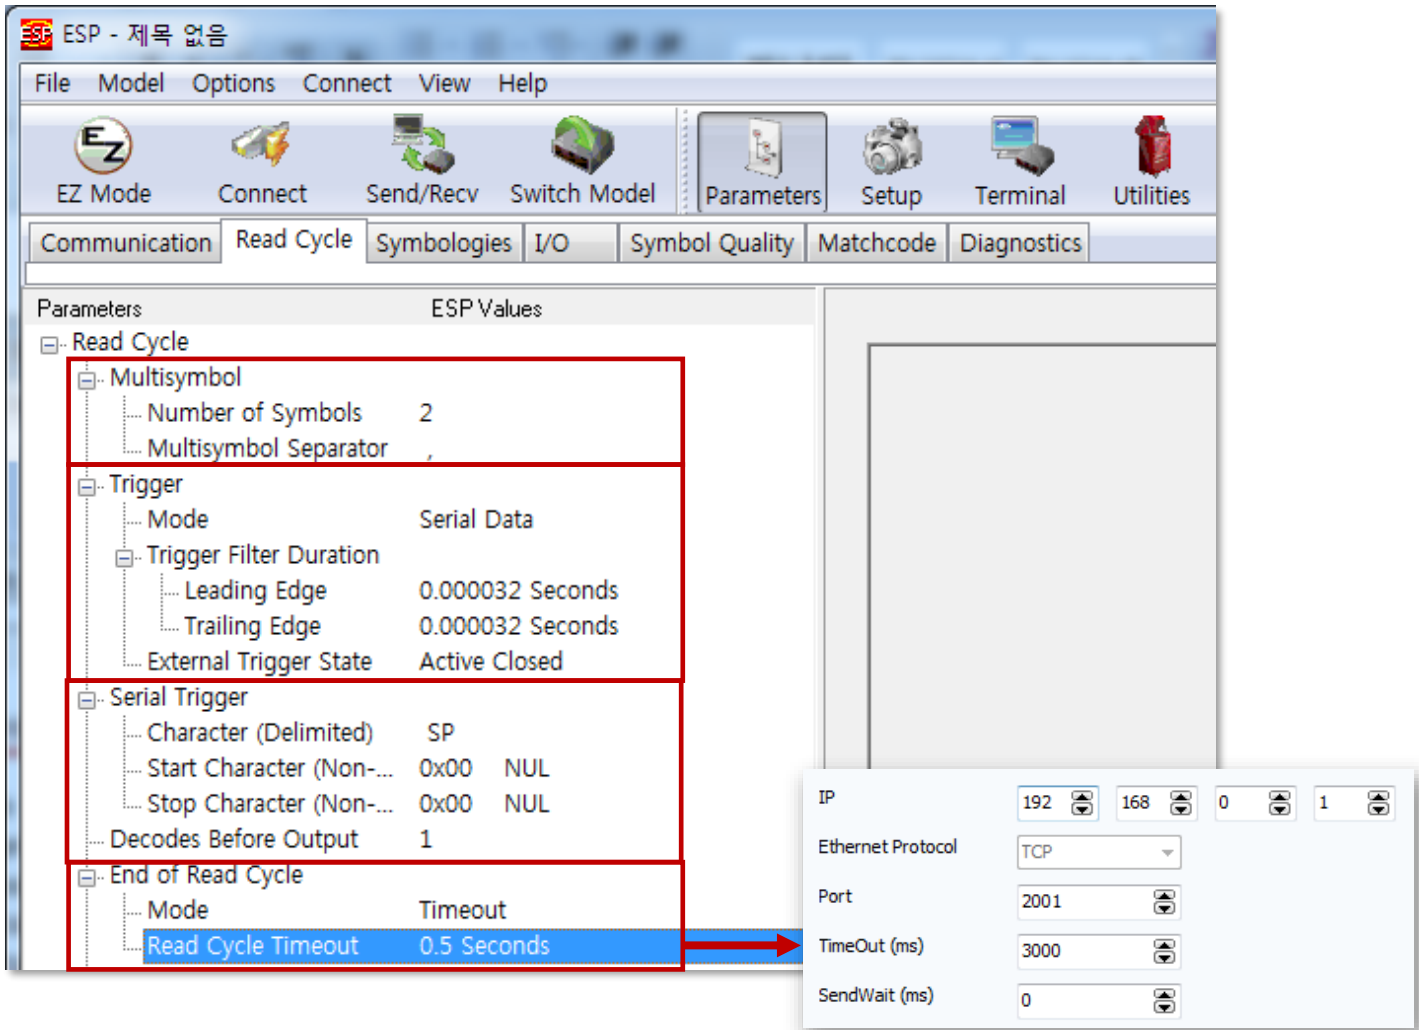 ESP ESP - 제목 없음
File Model Options Connect View Help
EZ
EZ Mode Connect Send/Recv Switch Model Parameters Setup Terminal Utilities
Communication Read Cycle Symbologies I/O Symbol Quality Matchcode Diagnostics
Parameters ESP Values
Read Cycle
Multisymbol
Number of Symbols 2
Multisymbol Separator ,
Trigger
Mode Serial Data
Trigger Filter Duration
Leading Edge 0.000032 Seconds
Trailing Edge 0.000032 Seconds
External Trigger State Active Closed
Serial Trigger
Character (Delimited) SP
Start Character (Non-... 0x00 NUL
Stop Character (Non-... 0x00 NUL
Decodes Before Output 1
End of Read Cycle
Mode Timeout
Read Cycle Timeout 0.5 Seconds
IP 192 168 0 1
Ethernet Protocol TCP
Port 2001
TimeOut (ms) 3000
SendWait (ms) 0